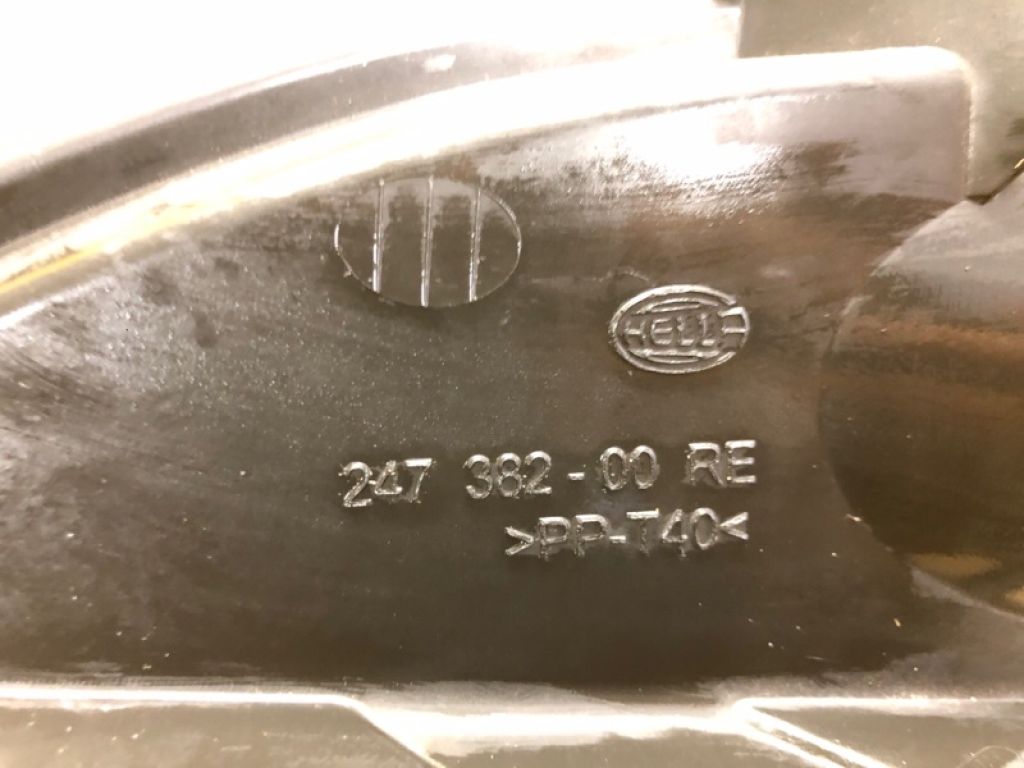 HELLA
247 382-00 RE
>PP-T40<